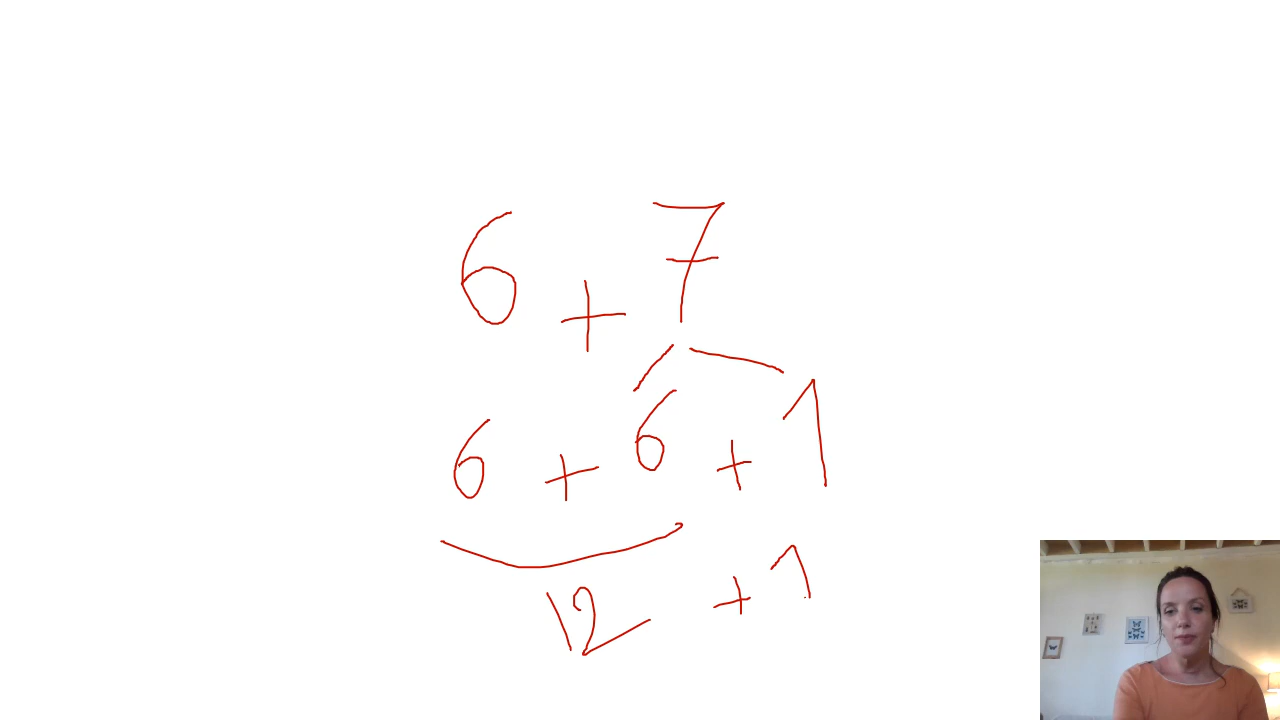 6 + 7
6 + 6 + 1
12 + 1